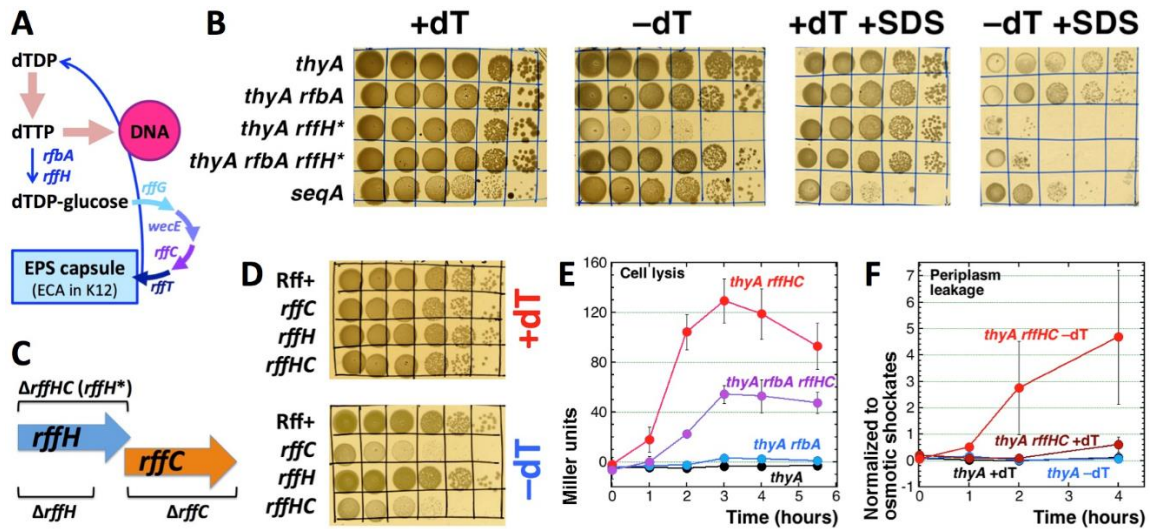 A
dTDP
dTTP
DNA
rfbA
rffH
dTDP-glucose
rffG
wecE
rffC
rffT
EPS capsule
(ECA in K12)
B
+dT
–dT
+dT +SDS
–dT +SDS
thyA
thyA rfbA
thyA rffH*
thyA rfbA rffH*
seqA
C
ΔrffHC (rffH*)
rffH
rffC
ΔrffH
ΔrffC
D
Rff+
rffC
rffH
rffHC
+dT
Rff+
rffC
rffH
rffHC
–dT
E
Cell lysis
thyA rffHC
thyA rbfA rffHC
thyA rfbA
thyA
Miller units
160
120
80
40
0
0
1
2
3
4
5
6
Time (hours)
F
Periplasm
leakage
thyA rffHC –dT
thyA rffHC +dT
thyA +dT
thyA –dT
Normalized to
osmotic shockates
7
6
5
4
3
2
1
0
-1
0
1
2
3
4
Time (hours)